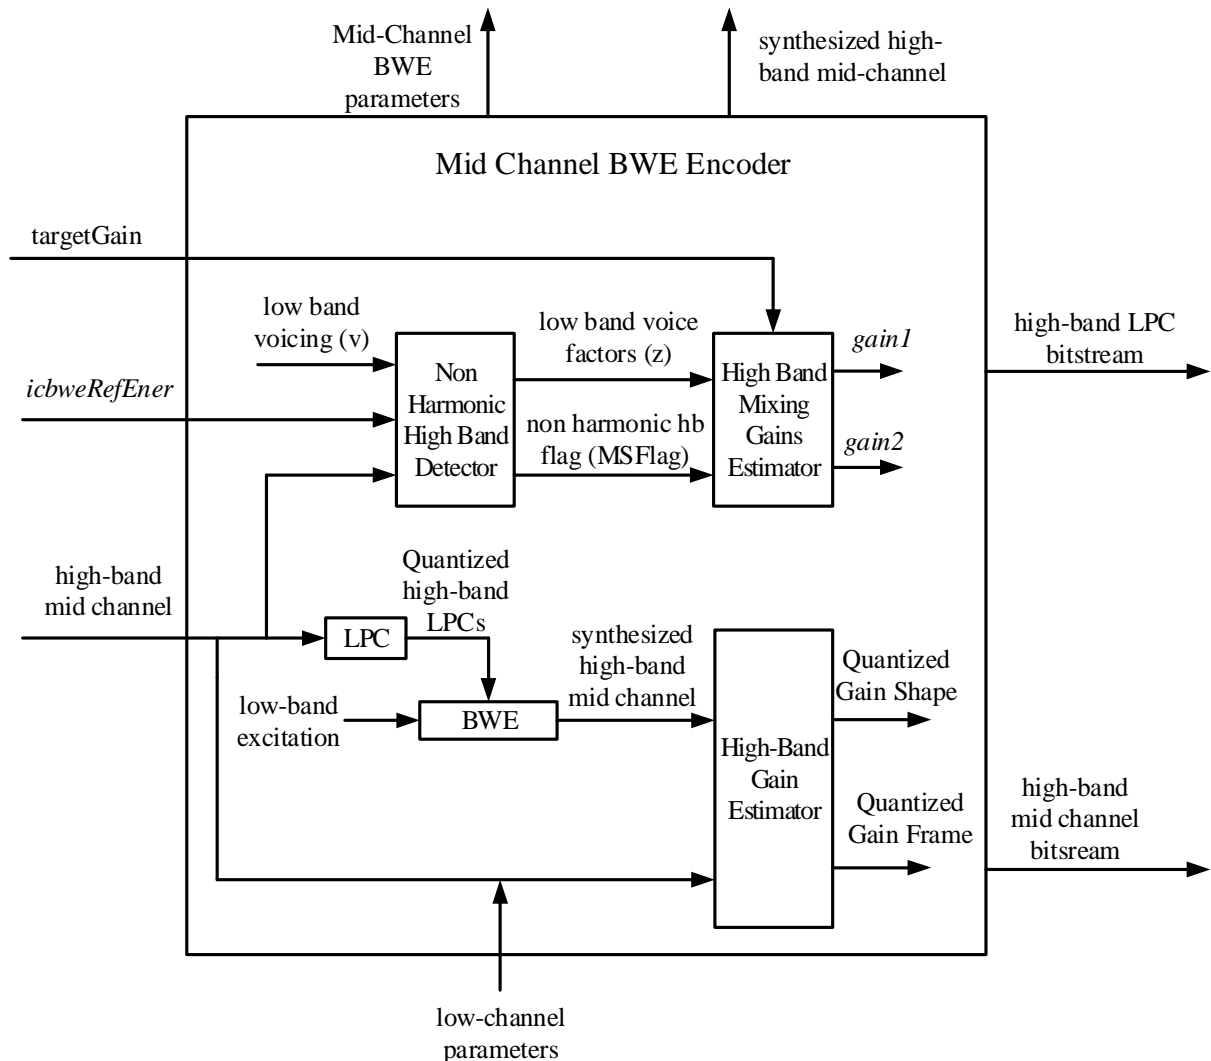 Mid-Channel
BWE
parameters
synthesized high-
band mid-channel
Mid Channel BWE Encoder
targetGain
low band
voicing (v)
low band voice
factors (z)
gain1
high-band LPC
bitstream
icbweRefEner
Non
Harmonic
High Band
Detector
non harmonic hb
flag (MSFlag)
High Band
Mixing
Gains
Estimator
gain2
high-band
mid channel
Quantized
high-band
LPCs
LPC
synthesized
high-band
mid channel
Quantized
Gain Shape
low-band
excitation
BWE
High-Band
Gain
Estimator
Quantized
Gain Frame
high-band
mid channel
bitsream
low-channel
parameters